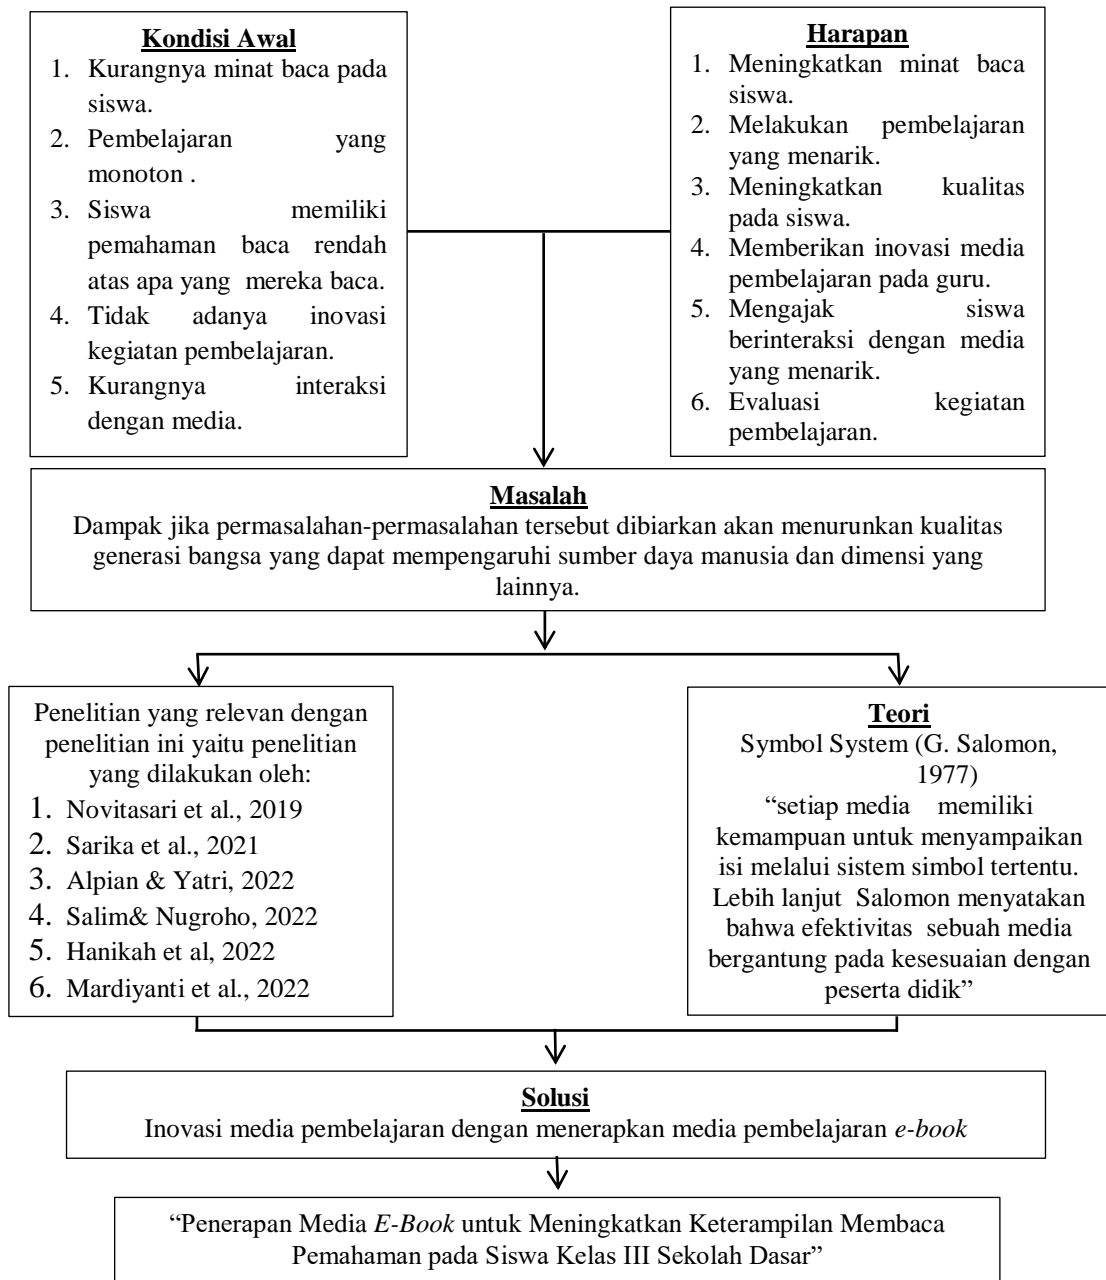 Kondisi Awal
1. Kurangnya minat baca pada
siswa.
2. Pembelajaran yang
monoton .
3. Siswa memiliki
pemahaman baca rendah
atas apa yang mereka baca.
4. Tidak adanya inovasi
kegiatan pembelajaran.
5. Kurangnya interaksi
dengan media.
Harapan
1. Meningkatkan minat baca
siswa.
2. Melakukan pembelajaran
yang menarik.
3. Meningkatkan kualitas
pada siswa.
4. Memberikan inovasi media
pembelajaran pada guru.
5. Mengajak siswa
berinteraksi dengan media
yang menarik.
6. Evaluasi kegiatan
pembelajaran.
Masalah
Dampak jika permasalahan-permasalahan tersebut dibiarkan akan menurunkan kualitas
generasi bangsa yang dapat mempengaruhi sumber daya manusia dan dimensi yang
lainnya.
Penelitian yang relevan dengan
penelitian ini yaitu penelitian
yang dilakukan oleh:
1. Novitasari et al., 2019
2. Sarika et al., 2021
3. Alpian & Yatri, 2022
4. Salim& Nugroho, 2022
5. Hanikah et al, 2022
6. Mardiyanti et al., 2022
Teori
Symbol System (G. Salomon,
1977)
“setiap media memiliki
kemampuan untuk menyampaikan
isi melalui sistem simbol tertentu.
Lebih lanjut Salomon menyatakan
bahwa efektivitas sebuah media
bergantung pada kesesuaian dengan
peserta didik”
Solusi
Inovasi media pembelajaran dengan menerapkan media pembelajaran e-book
“Penerapan Media E-Book untuk Meningkatkan Keterampilan Membaca
Pemahaman pada Siswa Kelas III Sekolah Dasar”